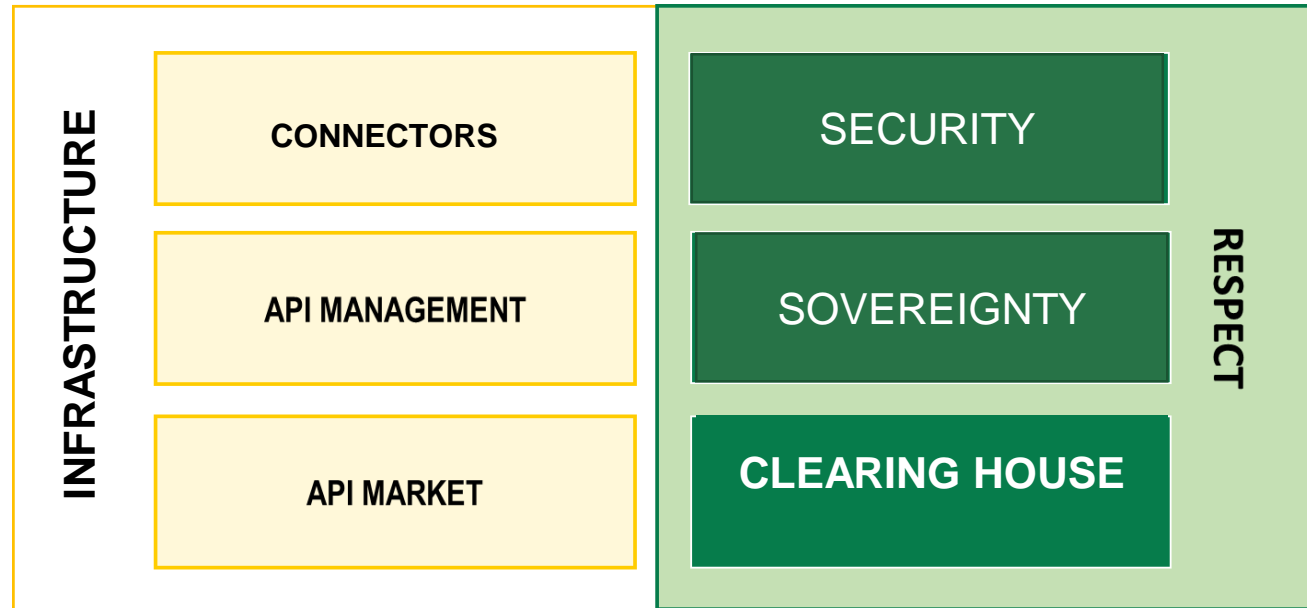 INFRASTRUCTURE
CONNECTORS
API MANAGEMENT
API MARKET
SECURITY
SOVEREIGNTY
CLEARING HOUSE
RESPECT